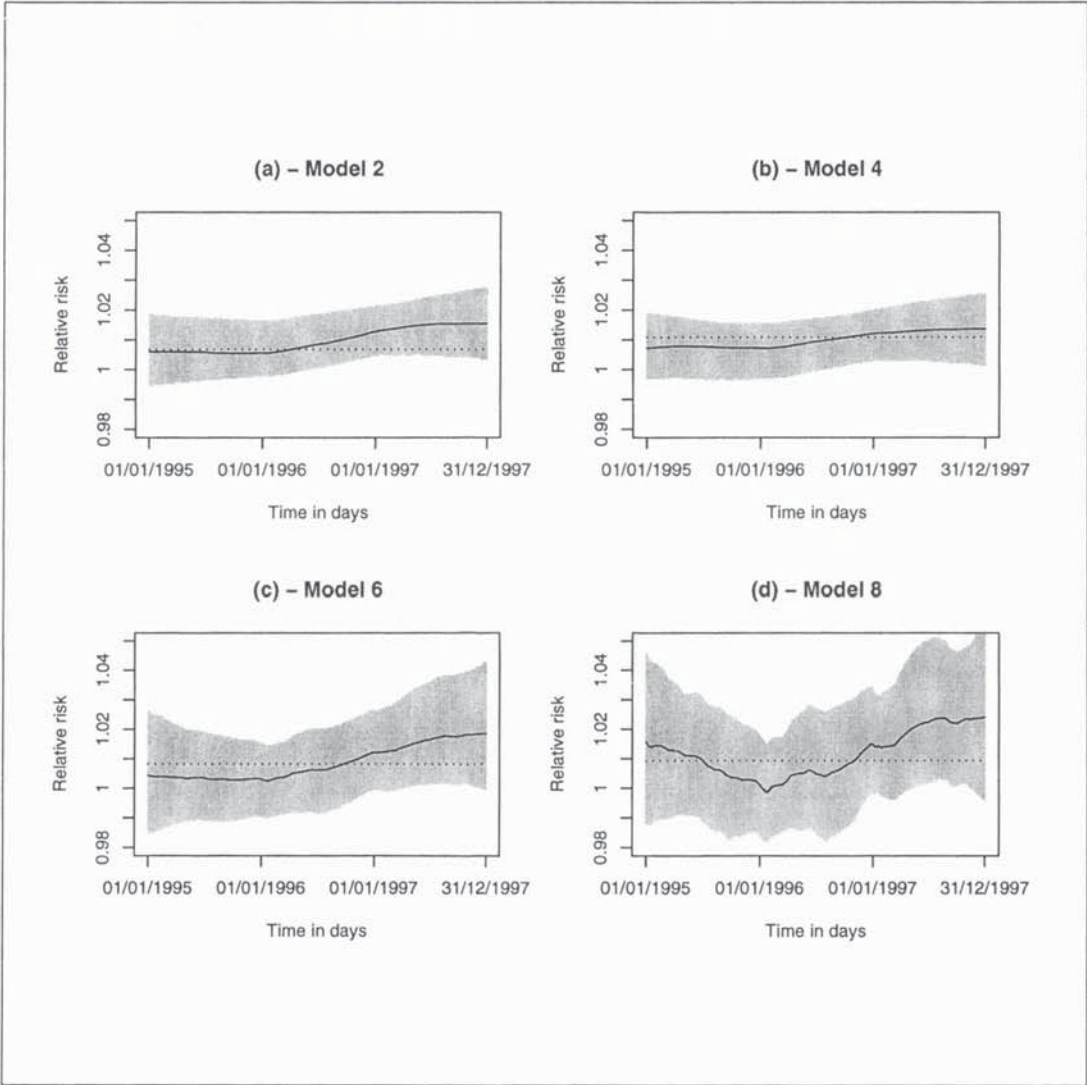 (a) – Model 2
Relative risk
0.98 1 1.02 1.04
01/01/1995 01/01/1996 01/01/1997 31/12/1997
Time in days
(b) – Model 4
Relative risk
0.98 1 1.02 1.04
01/01/1995 01/01/1996 01/01/1997 31/12/1997
Time in days
(c) – Model 6
Relative risk
0.98 1 1.02 1.04
01/01/1995 01/01/1996 01/01/1997 31/12/1997
Time in days
(d) – Model 8
Relative risk
0.98 1 1.02 1.04
01/01/1995 01/01/1996 01/01/1997 31/12/1997
Time in days